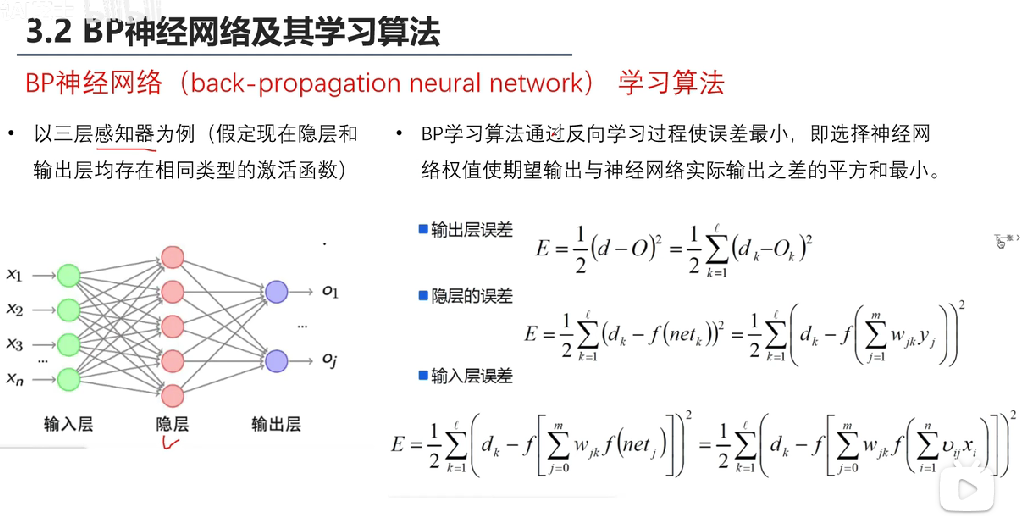 3.2 BP神经网络及其学习算法
BP神经网络（back-propagation neural network） 学习算法
• 以三层感知器为例（假定现在隐层和
输出层均存在相同类型的激活函数）
x₁
x₂
x₃
...
xₙ
o₁
...
oⱼ
输入层 隐层 输出层
• BP学习算法通过反向学习过程使误差最小，即选择神经网
络权值使期望输出与神经网络实际输出之差的平方和最小。
■ 输出层误差
E = \frac{1}{2}(d-O)^2 = \frac{1}{2}\sum_{k=1}^{\ell}(d_k-O_k)^2
■ 隐层的误差
E = \frac{1}{2}\sum_{k=1}^{\ell}(d_k-f(net_k))^2 = \frac{1}{2}\sum_{k=1}^{\ell}\left(d_k-f\left(\sum_{j=1}^{m}w_{jk}y_j\right)\right)^2
■ 输入层误差
E = \frac{1}{2}\sum_{k=1}^{\ell}\left(d_k-f\left[\sum_{j=0}^{m}w_{jk}f(net_j)\right]\right)^2 = \frac{1}{2}\sum_{k=1}^{\ell}\left(d_k-f\left[\sum_{j=0}^{m}w_{jk}f\left(\sum_{i=1}^{n}υ_{ij}x_i\right)\right]\right)^2